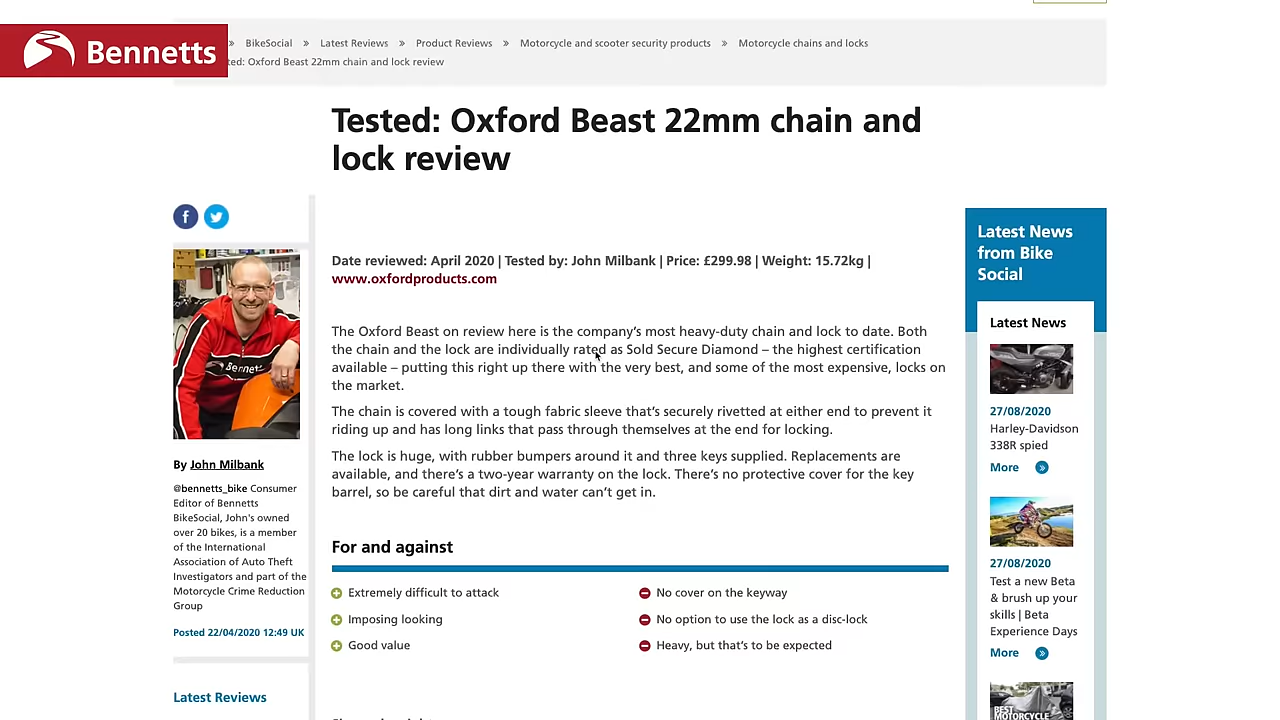 Bennetts
» BikeSocial » Latest Reviews » Product Reviews » Motorcycle and scooter security products » Motorcycle chains and locks
ted: Oxford Beast 22mm chain and lock review
Tested: Oxford Beast 22mm chain and
lock review
Date reviewed: April 2020 | Tested by: John Milbank | Price: £299.98 | Weight: 15.72kg |
www.oxfordproducts.com
The Oxford Beast on review here is the company's most heavy-duty chain and lock to date. Both
the chain and the lock are individually rated as Sold Secure Diamond – the highest certification
available – putting this right up there with the very best, and some of the most expensive, locks on
the market.
The chain is covered with a tough fabric sleeve that's securely rivetted at either end to prevent it
riding up and has long links that pass through themselves at the end for locking.
The lock is huge, with rubber bumpers around it and three keys supplied. Replacements are
available, and there's a two-year warranty on the lock. There's no protective cover for the key
barrel, so be careful that dirt and water can't get in.
For and against
Extremely difficult to attack
Imposing looking
Good value
No cover on the keyway
No option to use the lock as a disc-lock
Heavy, but that's to be expected
f
Bennetts
By John Milbank
@bennetts_bike Consumer
Editor of Bennetts
BikeSocial, John's owned
over 20 bikes, is a member
of the International
Association of Auto Theft
Investigators and part of the
Motorcycle Crime Reduction
Group
Posted 22/04/2020 12:49 UK
Latest Reviews
Latest News
from Bike
Social
Latest News
27/08/2020
Harley-Davidson
338R spied
More »
27/08/2020
Test a new Beta
& brush up your
skills | Beta
Experience Days
More »
BEST
MOTORCYCLE